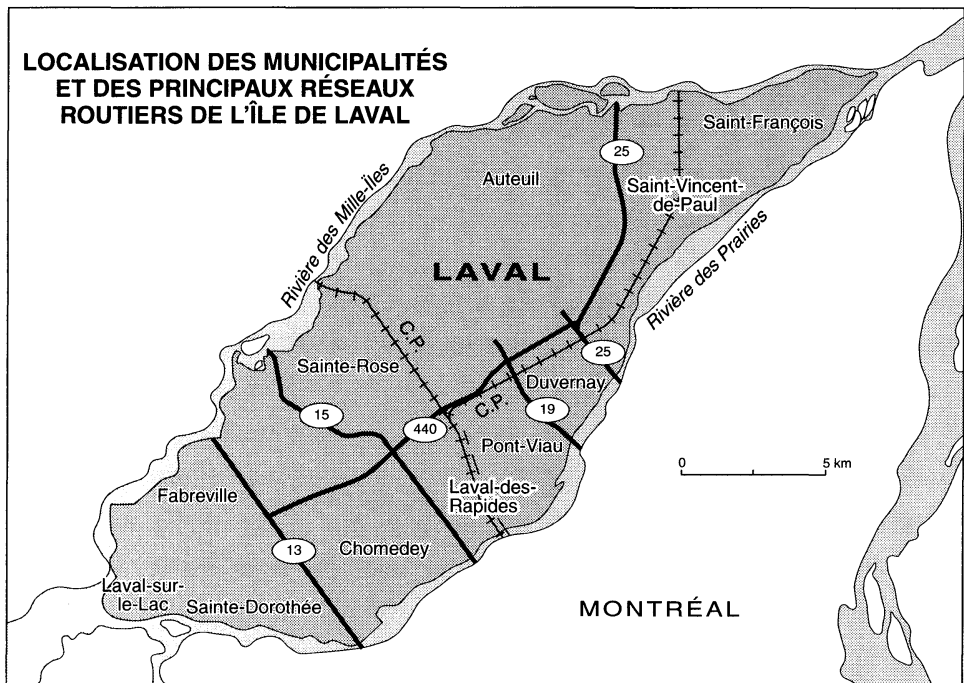 LOCALISATION DES MUNICIPALITÉS
ET DES PRINCIPAUX RÉSEAUX
ROUTIERS DE L'ÎLE DE LAVAL
Saint-François
25
Auteuil
Saint-Vincent-
de-Paul
Rivière des Mille-Îles
Rivière des Prairies
LAVAL
C.P.
Sainte-Rose
25
Duvernay
C.P.
19
15
440
Pont-Viau
0 5 km
Laval-des-
Rapides
Fabreville
13
Chomedey
Laval-sur-
le-Lac
Sainte-Dorothée
MONTRÉAL